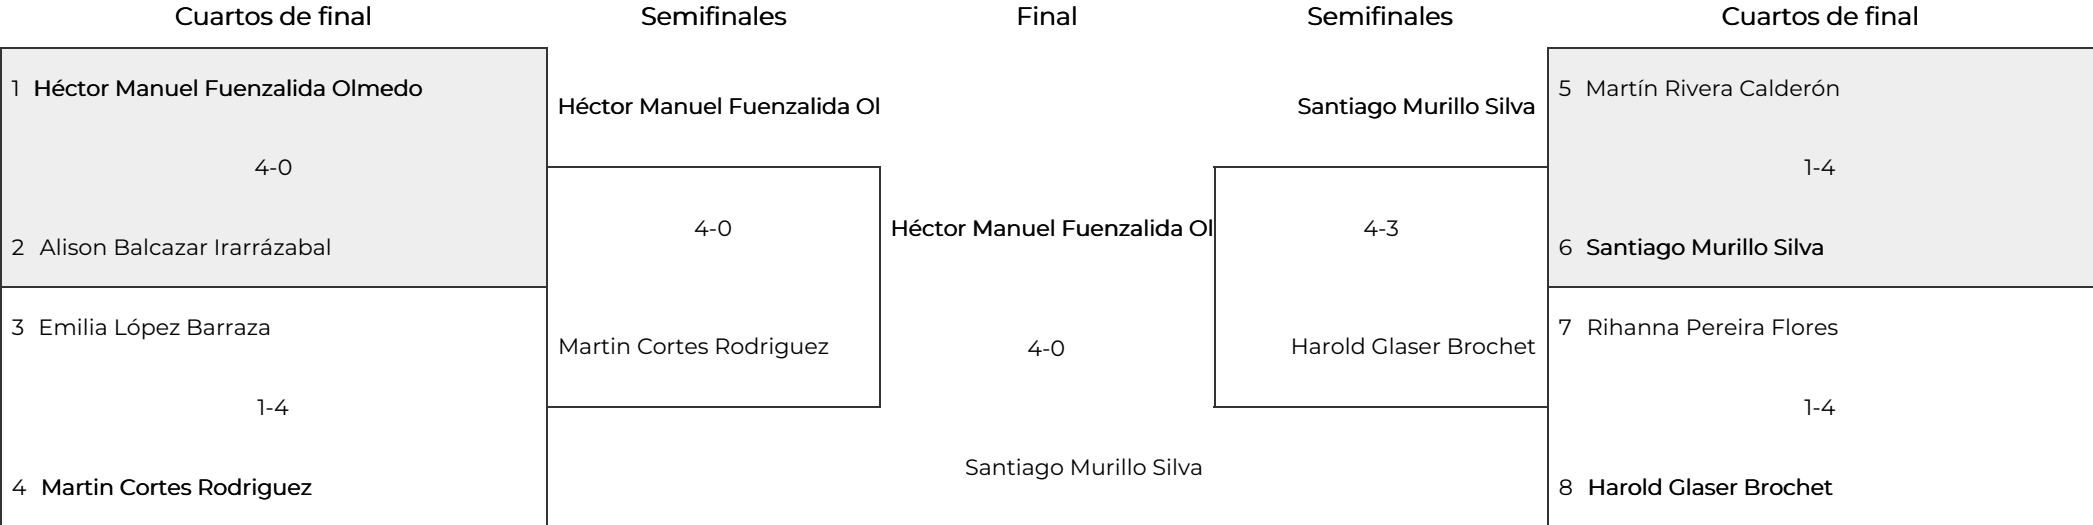 Cuartos de final
Semifinales
Final
Semifinales
Cuartos de final
1 Héctor Manuel Fuenzalida Olmedo
4-0
2 Alison Balcazar Irarrázabal
3 Emilia López Barraza
1-4
4 Martin Cortes Rodriguez
Héctor Manuel Fuenzalida Ol
4-0
Martin Cortes Rodriguez
Héctor Manuel Fuenzalida Ol
4-0
Santiago Murillo Silva
Santiago Murillo Silva
4-3
Harold Glaser Brochet
5 Martín Rivera Calderón
1-4
6 Santiago Murillo Silva
7 Rihanna Pereira Flores
1-4
8 Harold Glaser Brochet